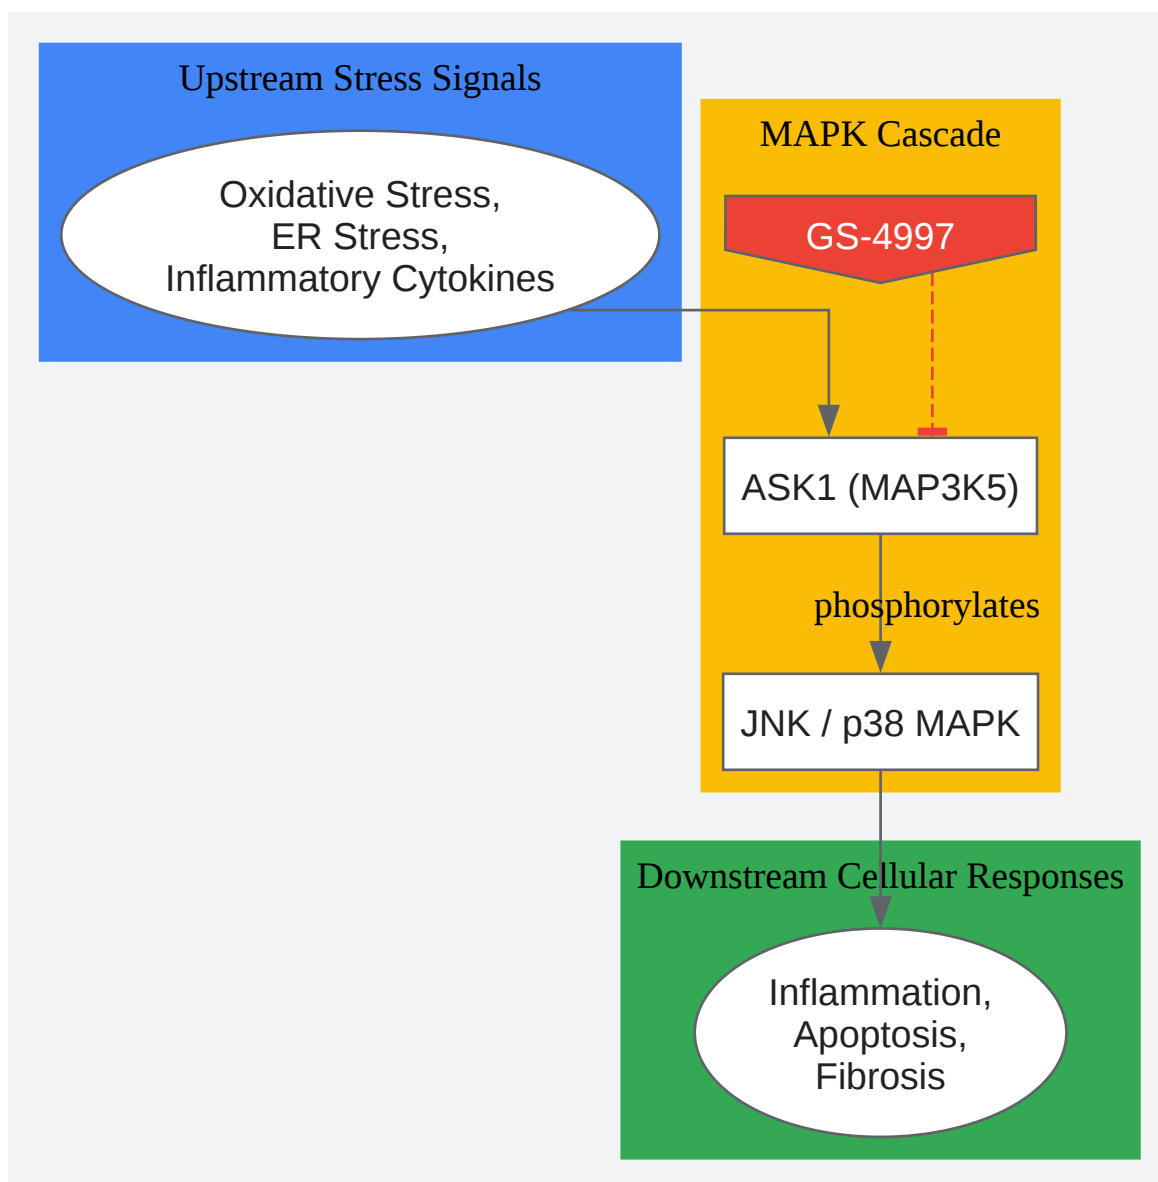 Upstream Stress Signals
Oxidative Stress,
ER Stress,
Inflammatory Cytokines
MAPK Cascade
GS-4997
ASK1 (MAP3K5)
phosphorylates
JNK / p38 MAPK
Downstream Cellular Responses
Inflammation,
Apoptosis,
Fibrosis